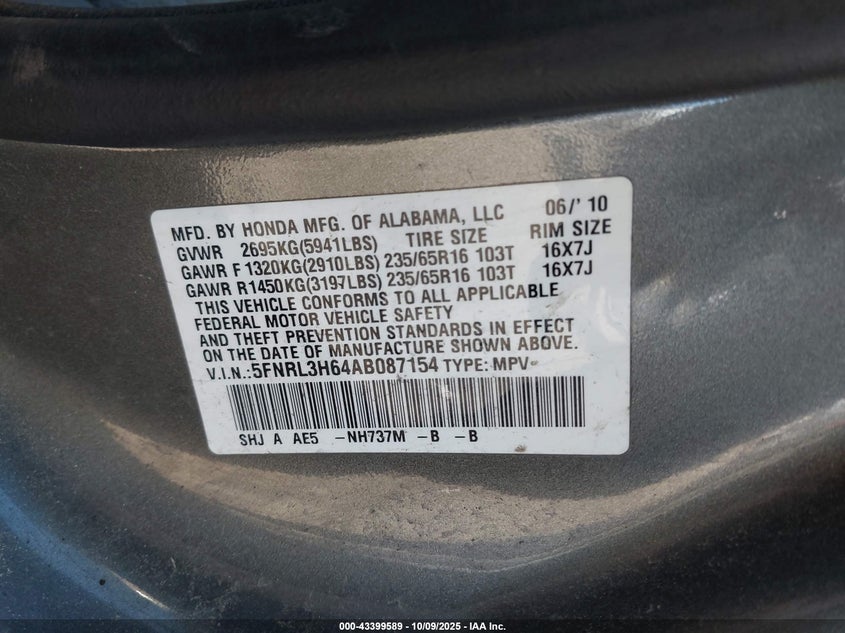 MFD. BY HONDA MFG. OF ALABAMA, LLC 06/' 10
GVWR 2695KG(5941LBS) TIRE SIZE RIM SIZE
GAWR F 1320KG(2910LBS) 235/65R16 103T 16X7J
GAWR R1450KG(3197LBS) 235/65R16 103T 16X7J
THIS VEHICLE CONFORMS TO ALL APPLICABLE
FEDERAL MOTOR VEHICLE SAFETY
AND THEFT PREVENTION STANDARDS IN EFFECT
ON THE DATE OF MANUFACTURE SHOWN ABOVE.
V.I.N.:5FNRL3H64AB087154 TYPE: MPV
SHJ A AE5 -NH737M -B -B
000-43399589 - 10/09/2025 - IAA Inc.